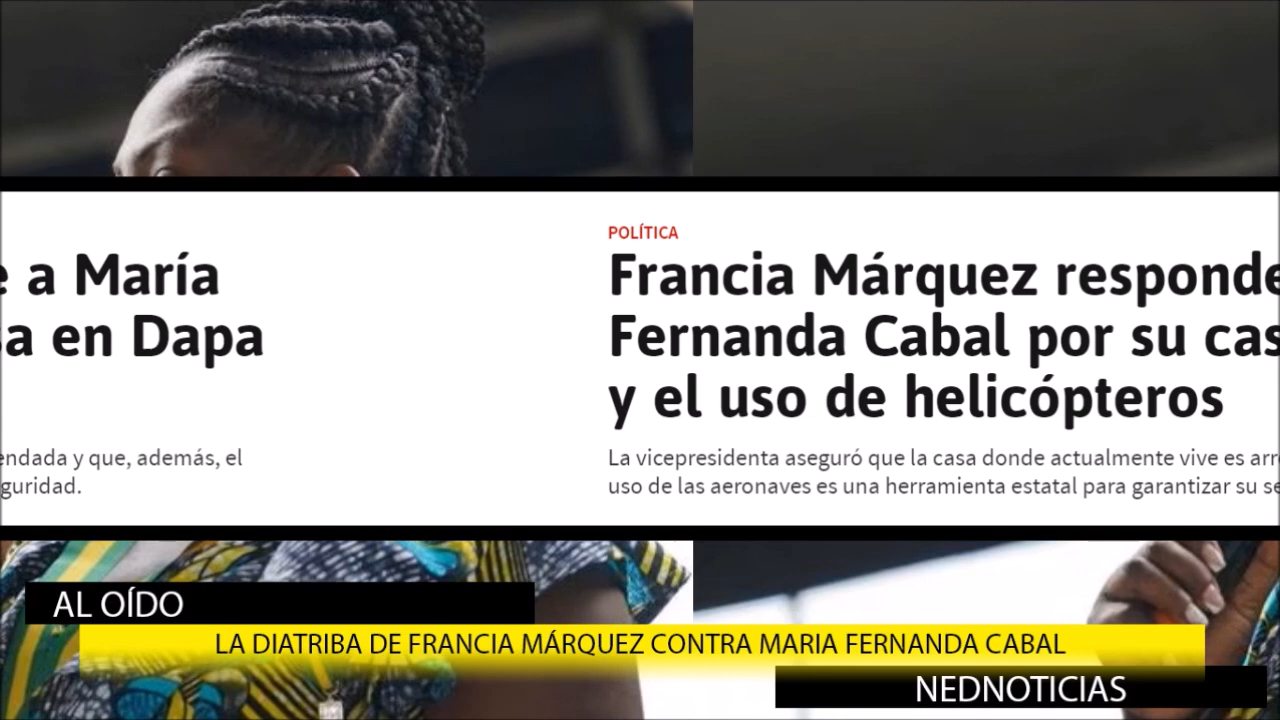 e a María
sa en Dapa
endada y que, además, el
guridad.
POLÍTICA
Francia Márquez responde
Fernanda Cabal por su cas
y el uso de helicópteros
La vicepresidenta aseguró que la casa donde actualmente vive es arr
uso de las aeronaves es una herramienta estatal para garantizar su se
AL OÍDO
LA DIATRIBA DE FRANCIA MÁRQUEZ CONTRA MARIA FERNANDA CABAL
NEDNOTICIAS